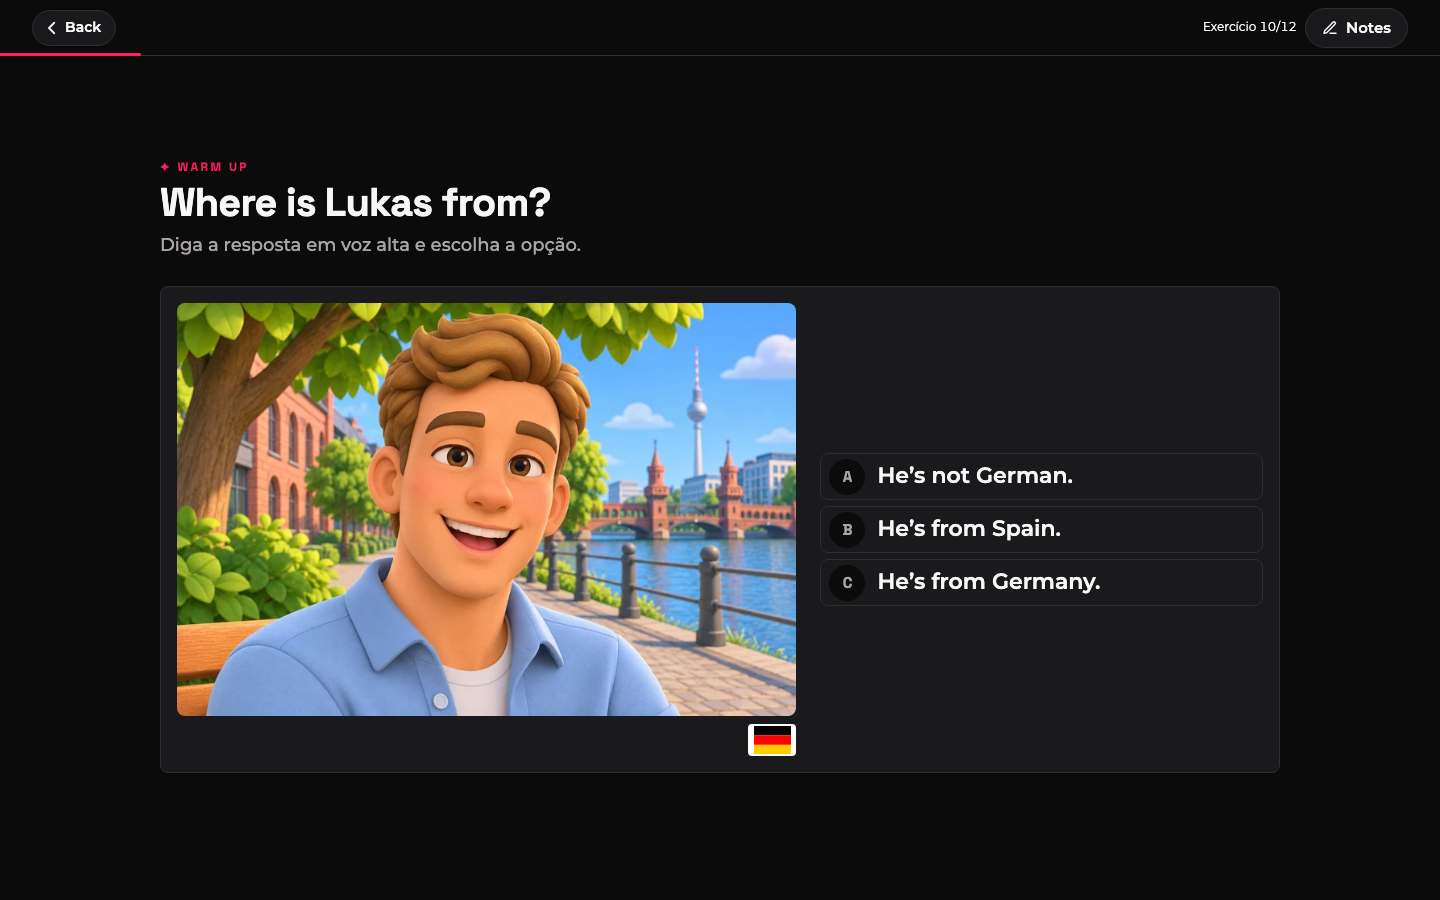 Back
Exercício 10/12
Notes
WARM UP
Where is Lukas from?
Diga a resposta em voz alta e escolha a opção.
A He’s not German.
B He’s from Spain.
C He’s from Germany.